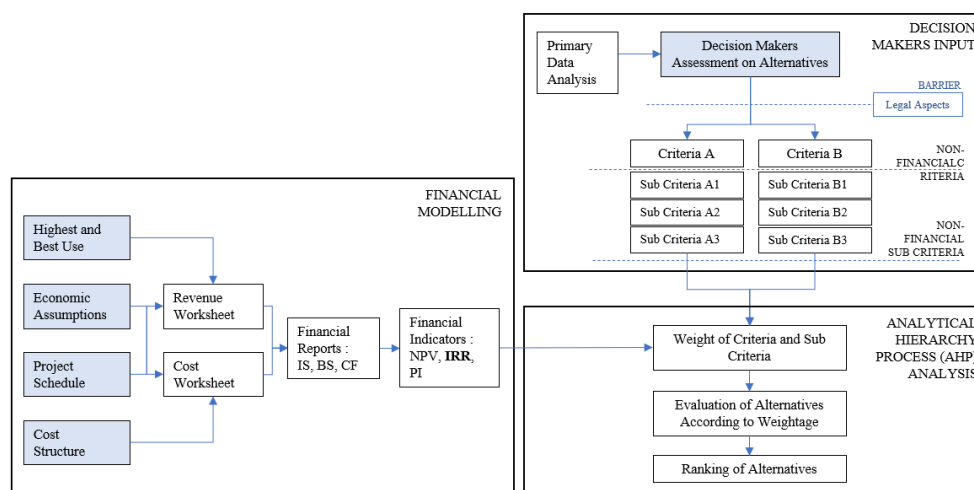 DECISION
MAKERS INPUT
Primary
Data
Analysis
Decision Makers
Assessment on Alternatives
BARRIER
Legal Aspects
Criteria A
Criteria B
NON-
FINANCIALC
RITERIA
Sub Criteria A1
Sub Criteria B1
Sub Criteria A2
Sub Criteria B2
Sub Criteria A3
Sub Criteria B3
NON-
FINANCIAL
SUB CRITERIA
FINANCIAL
MODELLING
Highest and
Best Use
Economic
Assumptions
Project
Schedule
Cost
Structure
Revenue
Worksheet
Cost
Worksheet
Financial
Reports :
IS, BS, CF
Financial
Indicators :
NPV, IRR,
PI
ANALYTICAL
HIERARCHY
PROCESS (AHP)
ANALYSIS
Weight of Criteria and Sub
Criteria
Evaluation of Alternatives
According to Weightage
Ranking of Alternatives